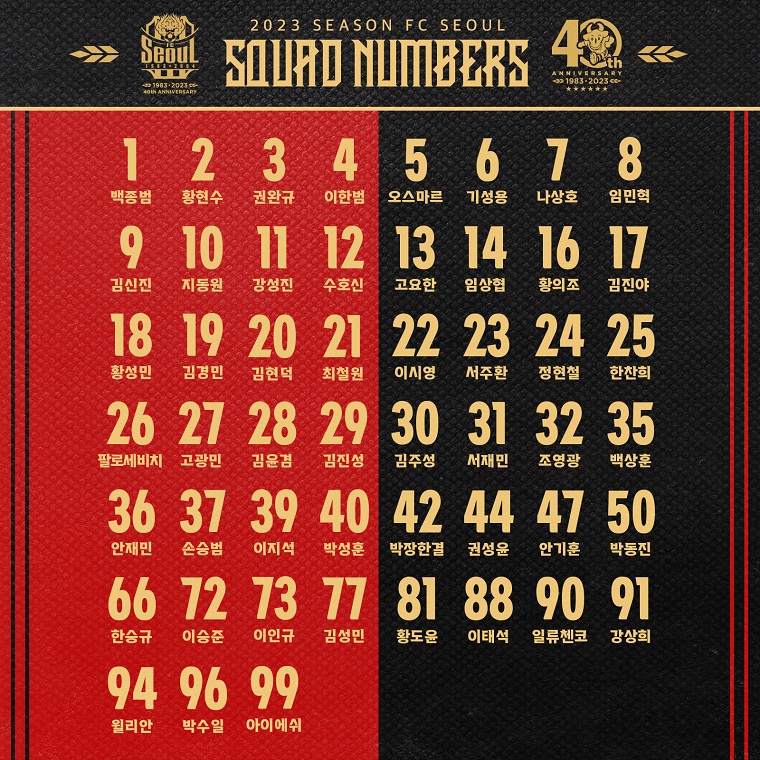 2023 SEASON FC SEOUL
SQUAD NUMBERS
FC
Seoul
1983·2023
40th ANNIVERSARY
40th
ANNIVERSARY
1983·2023
1 2 3 4 5 6 7 8
백종범 황현수 권완규 이한범 오스마르 기성용 나상호 임민혁
9 10 11 12 13 14 16 17
김신진 지동원 강성진 수호신 고요한 임상협 황의조 김진야
18 19 20 21 22 23 24 25
황성민 김경민 김현덕 최철원 이시영 서주환 정현철 한찬희
26 27 28 29 30 31 32 35
팔로세비치 고광민 김윤겸 김진성 김주성 서재민 조영광 백상훈
36 37 39 40 42 44 47 50
안재민 손승범 이지석 박성훈 박장한결 권성윤 안기훈 박동진
66 72 73 77 81 88 90 91
한승규 이승준 이인규 김성민 황도윤 이태석 일류첸코 강상희
94 96 99
윌리안 박수일 아이에쉬